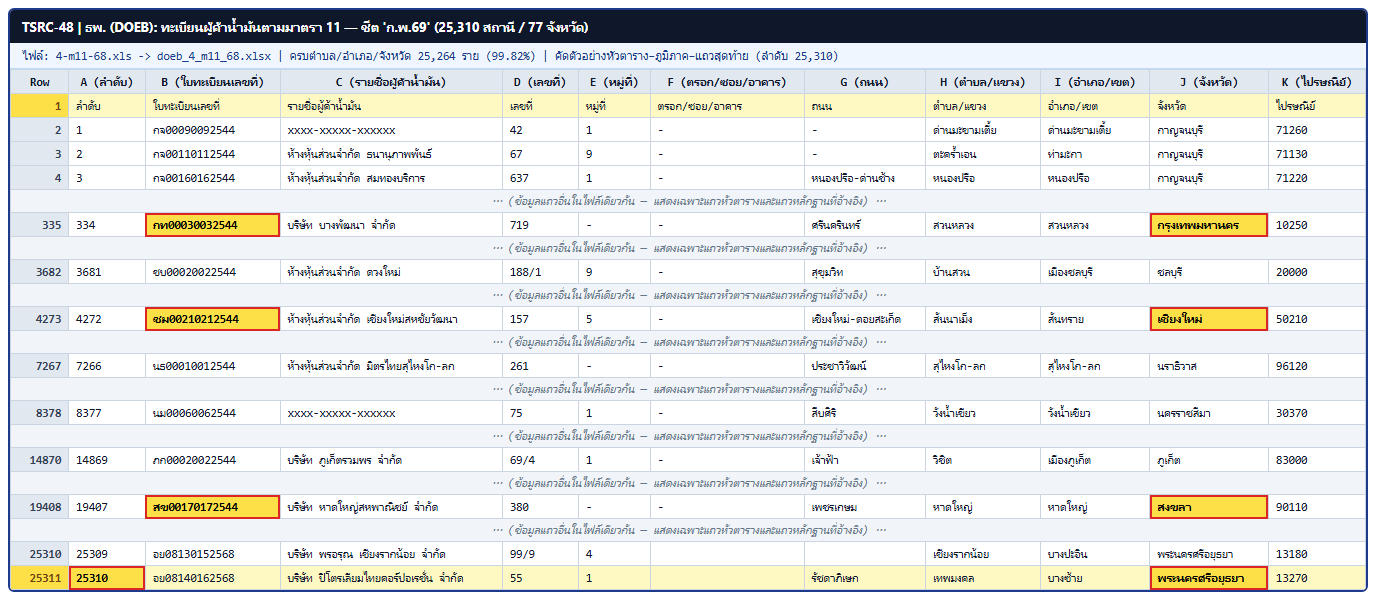 TSRC-48 | ธพ. (DOEB): ทะเบียนผู้ค้าน้ำมันตามมาตรา 11 — ชีต 'ก.พ.69' (25,310 สถานี / 77 จังหวัด)
ไฟล์: 4-m11-68.xls -> doeb_4_m11_68.xlsx | ครบตำบล/อำเภอ/จังหวัด 25,264 ราย (99.82%) | คัดตัวอย่างหัวตาราง-ภูมิภาค-แถวสุดท้าย (ลำดับ 25,310)
Row A (ลำดับ) B (ใบทะเบียนเลขที่) C (รายชื่อผู้ค้าน้ำมัน) D (เลขที่) E (หมู่ที่) F (ตรอก/ซอย/อาคาร) G (ถนน) H (ตำบล/แขวง) I (อำเภอ/เขต) J (จังหวัด) K (ไปรษณีย์)
1 ลำดับ ใบทะเบียนเลขที่ รายชื่อผู้ค้าน้ำมัน เลขที่ หมู่ที่ ตรอก/ซอย/อาคาร ถนน ตำบล/แขวง อำเภอ/เขต จังหวัด ไปรษณีย์
2 1 กจ00090092544 xxxx-xxxxx-xxxxxx 42 1 - - ด่านมะขามเตี้ย ด่านมะขามเตี้ย กาญจนบุรี 71260
3 2 กจ00110112544 ห้างหุ้นส่วนจำกัด ธนานุภาพพันธ์ 67 9 - - ตะคร้ำเอน ท่ามะกา กาญจนบุรี 71130
4 3 กจ00160162544 ห้างหุ้นส่วนจำกัด สมทองบริการ 637 1 - หนองปรือ-ด่านช้าง หนองปรือ หนองปรือ กาญจนบุรี 71220
⋯ (ข้อมูลแถวอื่นในไฟล์เดียวกัน — แสดงเฉพาะแถวหัวตารางและแถวหลักฐานที่อ้างอิง) ⋯
335 334 กท00030032544 บริษัท บางพัฒนา จำกัด 719 - - ศรีนครินทร์ สวนหลวง สวนหลวง กรุงเทพมหานคร 10250
⋯ (ข้อมูลแถวอื่นในไฟล์เดียวกัน — แสดงเฉพาะแถวหัวตารางและแถวหลักฐานที่อ้างอิง) ⋯
3682 3681 ชบ00020022544 ห้างหุ้นส่วนจำกัด ดวงใหม่ 188/1 9 - สุขุมวิท บ้านสวน เมืองชลบุรี ชลบุรี 20000
⋯ (ข้อมูลแถวอื่นในไฟล์เดียวกัน — แสดงเฉพาะแถวหัวตารางและแถวหลักฐานที่อ้างอิง) ⋯
4273 4272 ชม00210212544 ห้างหุ้นส่วนจำกัด เชียงใหม่สหชัยวัฒนา 157 5 - เชียงใหม่-ดอยสะเก็ด สันนาเม็ง สันทราย เชียงใหม่ 50210
⋯ (ข้อมูลแถวอื่นในไฟล์เดียวกัน — แสดงเฉพาะแถวหัวตารางและแถวหลักฐานที่อ้างอิง) ⋯
7267 7266 นธ00010012544 ห้างหุ้นส่วนจำกัด มิตรไทยสุไหงโก-ลก 261 - - ประชาวิวัฒน์ สุไหงโก-ลก สุไหงโก-ลก นราธิวาส 96120
⋯ (ข้อมูลแถวอื่นในไฟล์เดียวกัน — แสดงเฉพาะแถวหัวตารางและแถวหลักฐานที่อ้างอิง) ⋯
8378 8377 นม00060062544 xxxx-xxxxx-xxxxxx 75 1 - สืบศิริ วังน้ำเขียว วังน้ำเขียว นครราชสีมา 30370
⋯ (ข้อมูลแถวอื่นในไฟล์เดียวกัน — แสดงเฉพาะแถวหัวตารางและแถวหลักฐานที่อ้างอิง) ⋯
14870 14869 ภก00020022544 บริษัท ภูเก็ตรวมพร จำกัด 69/4 1 - เจ้าฟ้า วิชิต เมืองภูเก็ต ภูเก็ต 83000
⋯ (ข้อมูลแถวอื่นในไฟล์เดียวกัน — แสดงเฉพาะแถวหัวตารางและแถวหลักฐานที่อ้างอิง) ⋯
19408 19407 สข00170172544 บริษัท หาดใหญ่สหพาณิชย์ จำกัด 380 - - เพชรเกษม หาดใหญ่ หาดใหญ่ สงขลา 90110
⋯ (ข้อมูลแถวอื่นในไฟล์เดียวกัน — แสดงเฉพาะแถวหัวตารางและแถวหลักฐานที่อ้างอิง) ⋯
25310 25309 อย08130152568 บริษัท พรอรุณ เชียงรากน้อย จำกัด 99/9 4 เชียงรากน้อย บางปะอิน พระนครศรีอยุธยา 13180
25311 25310 อย08140162568 บริษัท ปิโตรเลียมไทยคอร์ปอเรชั่น จำกัด 55 1 รัชดาภิเษก เทพมงคล บางซ้าย พระนครศรีอยุธยา 13270